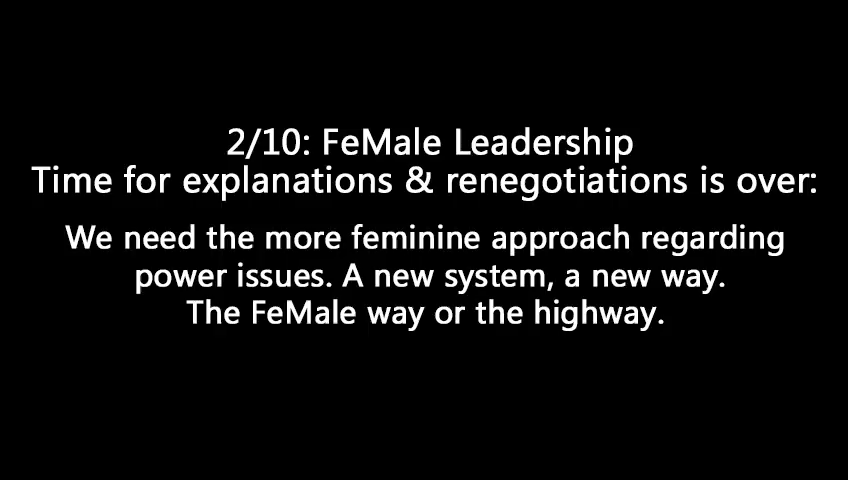 2/10: FeMale Leadership
Time for explanations & renegotiations is over:
We need the more feminine approach regarding
power issues. A new system, a new way.
The FeMale way or the highway.